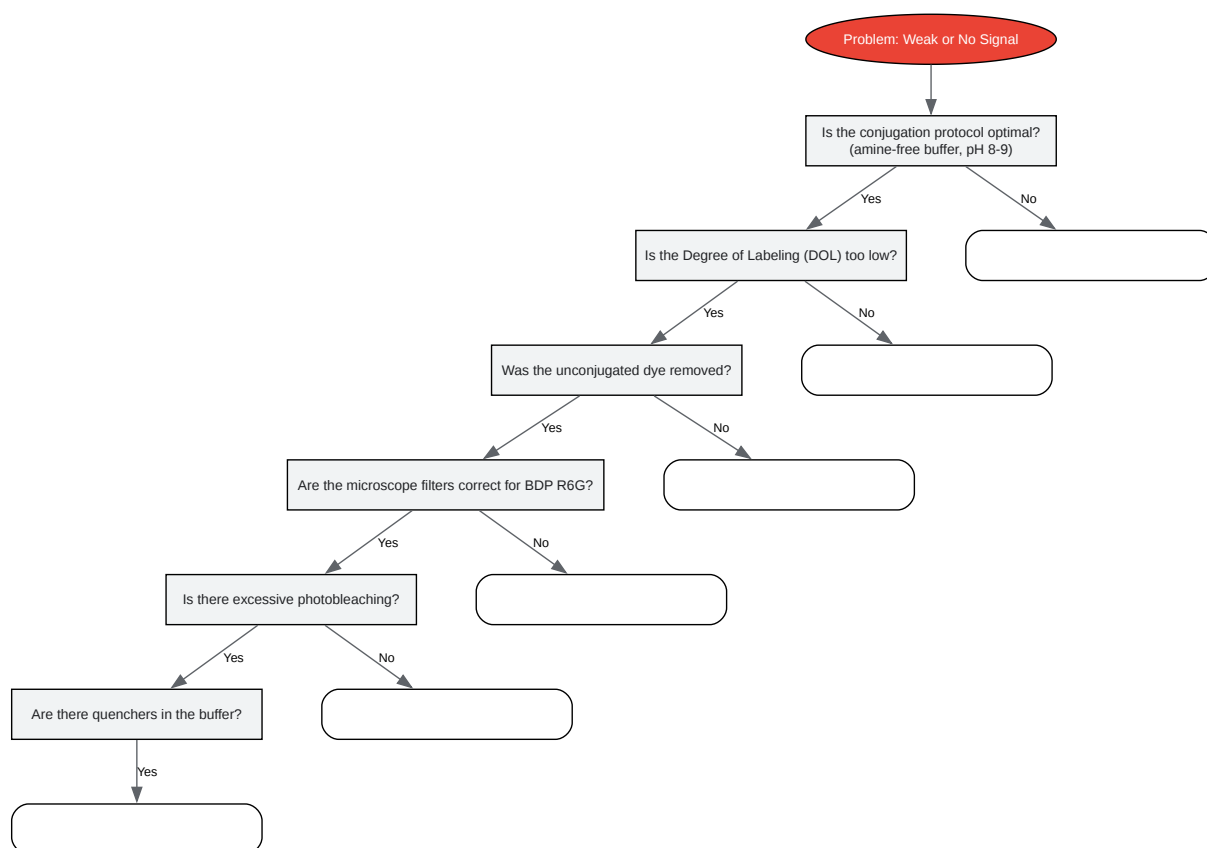 Problem: Weak or No Signal
Is the conjugation protocol optimal?
(amine-free buffer, pH 8-9)
Yes
No
Is the Degree of Labeling (DOL) too low?
Yes
No
Was the unconjugated dye removed?
Yes
No
Are the microscope filters correct for BDP R6G?
Yes
No
Is there excessive photobleaching?
Yes
No
Are there quenchers in the buffer?
Yes